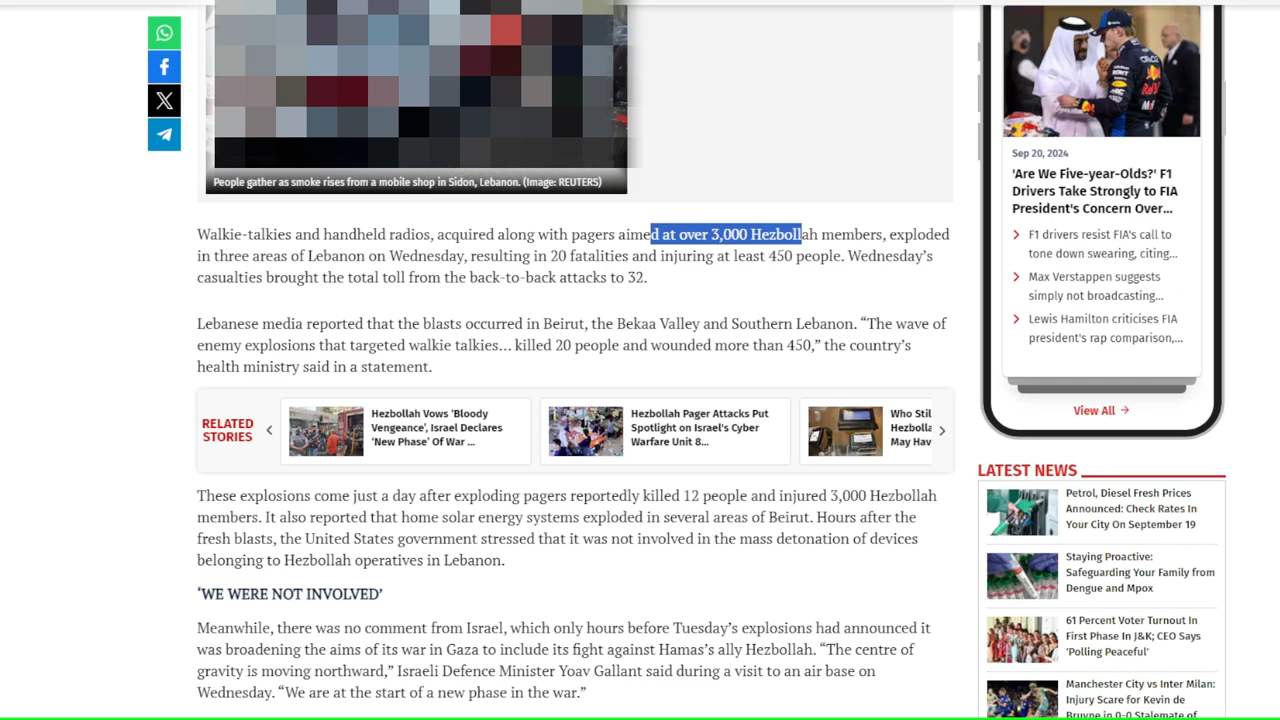 People gather as smoke rises from a mobile shop in Sidon, Lebanon. (Image: REUTERS)
Walkie-talkies and handheld radios, acquired along with pagers aimed at over 3,000 Hezbollah members, exploded
in three areas of Lebanon on Wednesday, resulting in 20 fatalities and injuring at least 450 people. Wednesday’s
casualties brought the total toll from the back-to-back attacks to 32.
Lebanese media reported that the blasts occurred in Beirut, the Bekaa Valley and Southern Lebanon. “The wave of
enemy explosions that targeted walkie talkies… killed 20 people and wounded more than 450,” the country’s
health ministry said in a statement.
RELATED
STORIES
Hezbollah Vows ‘Bloody
Vengeance’, Israel Declares
‘New Phase’ Of War ...
Hezbollah Pager Attacks Put
Spotlight on Israel’s Cyber
Warfare Unit 8...
Who Stil
Hezbolla
May Hav
These explosions come just a day after exploding pagers reportedly killed 12 people and injured 3,000 Hezbollah
members. It also reported that home solar energy systems exploded in several areas of Beirut. Hours after the
fresh blasts, the United States government stressed that it was not involved in the mass detonation of devices
belonging to Hezbollah operatives in Lebanon.
‘WE WERE NOT INVOLVED’
Meanwhile, there was no comment from Israel, which only hours before Tuesday’s explosions had announced it
was broadening the aims of its war in Gaza to include its fight against Hamas’s ally Hezbollah. “The centre of
gravity is moving northward,” Israeli Defence Minister Yoav Gallant said during a visit to an air base on
Wednesday. “We are at the start of a new phase in the war.”
Sep 20, 2024
'Are We Five-year-Olds?' F1
Drivers Take Strongly to FIA
President's Concern Over...
F1 drivers resist FIA's call to
tone down swearing, citing...
Max Verstappen suggests
simply not broadcasting...
Lewis Hamilton criticises FIA
president's rap comparison,...
View All
LATEST NEWS
Petrol, Diesel Fresh Prices
Announced: Check Rates In
Your City On September 19
Staying Proactive:
Safeguarding Your Family from
Dengue and Mpox
61 Percent Voter Turnout In
First Phase In J&K; CEO Says
'Polling Peaceful'
Manchester City vs Inter Milan:
Injury Scare for Kevin de
Bruyne in 0-0 Stalemate of